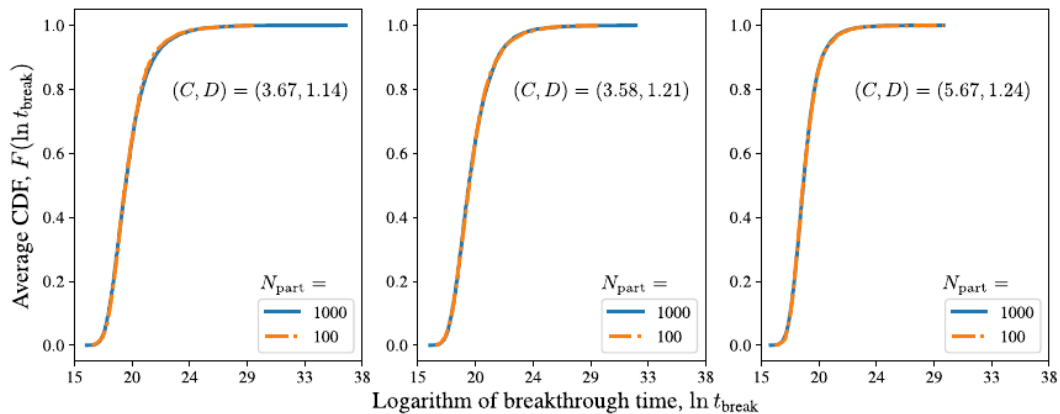 Average CDF, F(ln t_break)
1.0
0.8
0.6
0.4
0.2
0.0
(C, D) = (3.67, 1.14)
N_part =
1000
100
15 20 24 29 33 38
1.0
0.8
0.6
0.4
0.2
0.0
(C, D) = (3.58, 1.21)
N_part =
1000
100
15 20 24 29 33 38
1.0
0.8
0.6
0.4
0.2
0.0
(C, D) = (5.67, 1.24)
N_part =
1000
100
15 20 24 29 33 38
Logarithm of breakthrough time, ln t_break